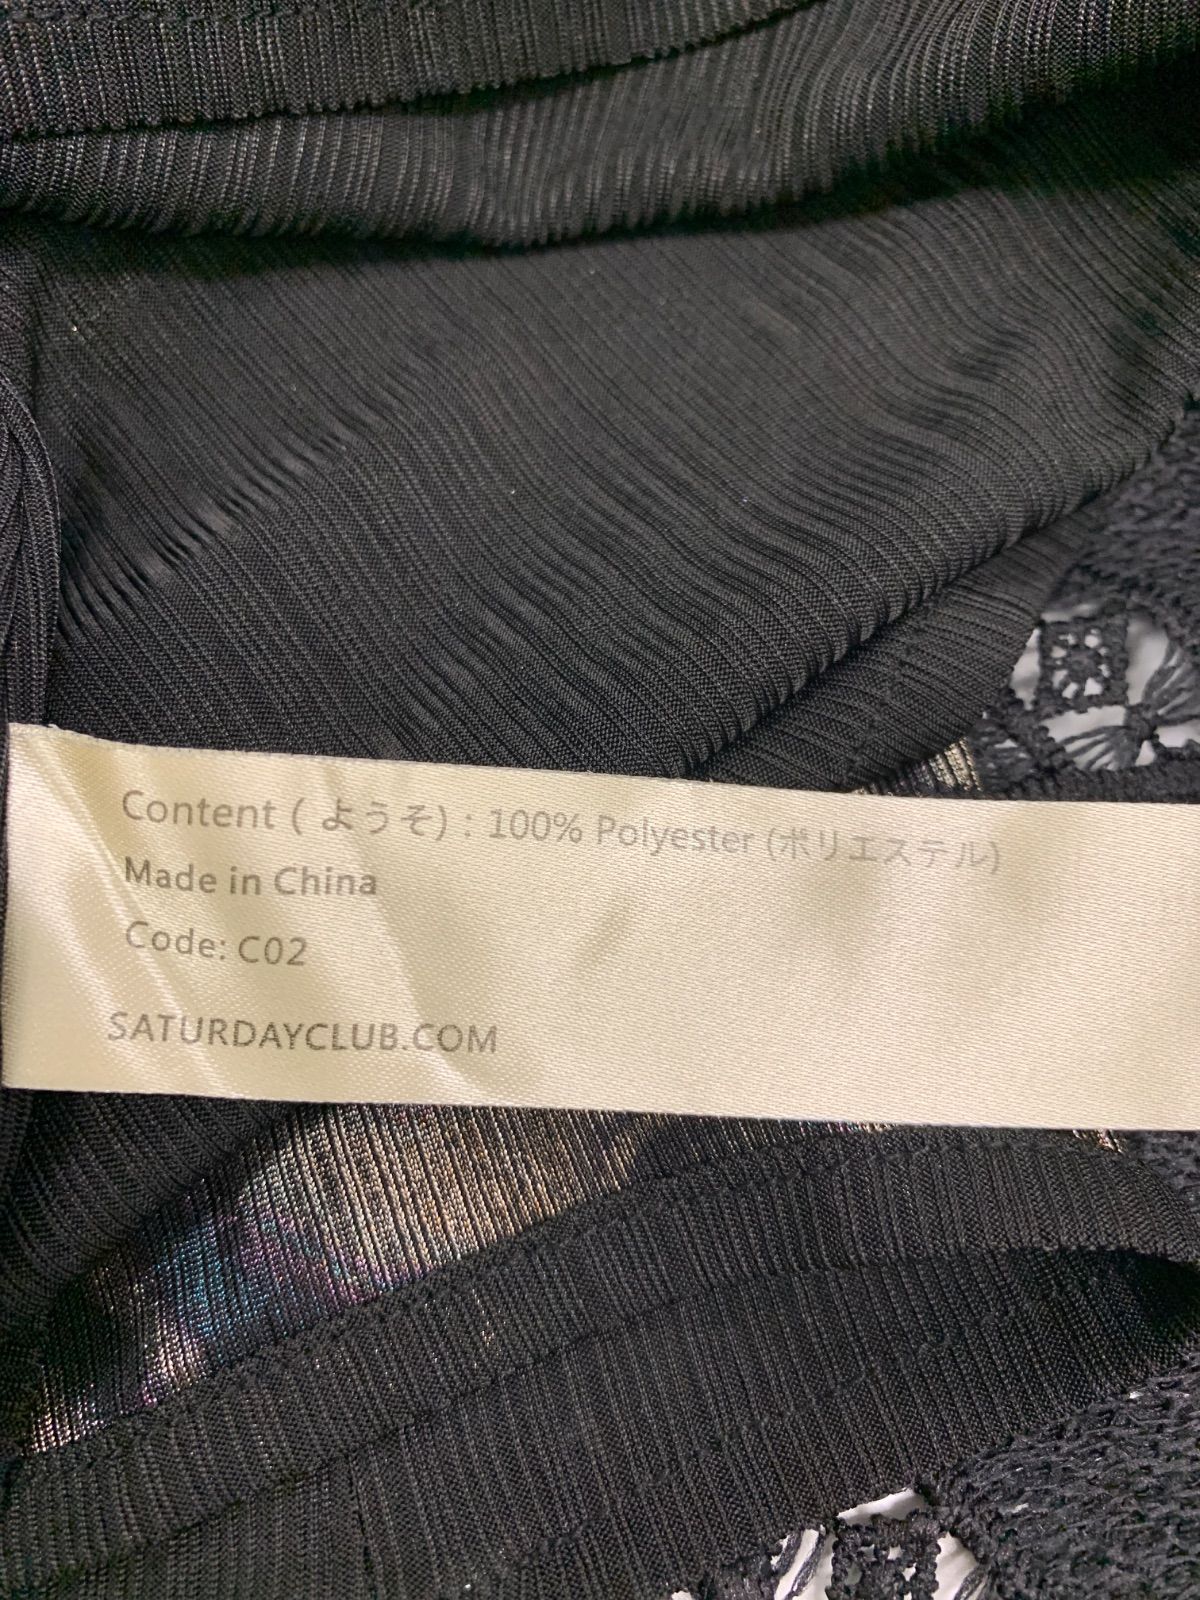 Content ( ようそ) : 100% Polyester (ポリエステル)
Made in China
Code: C02
SATURDAYCLUB.COM